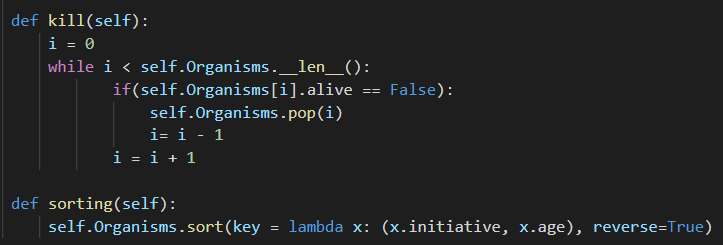 def kill(self):
    i = 0
    while i < self.Organisms.__len__():
            if(self.Organisms[i].alive == False):
                self.Organisms.pop(i)
                i= i - 1
            i = i + 1
def sorting(self):
    self.Organisms.sort(key = lambda x: (x.initiative, x.age), reverse=True)